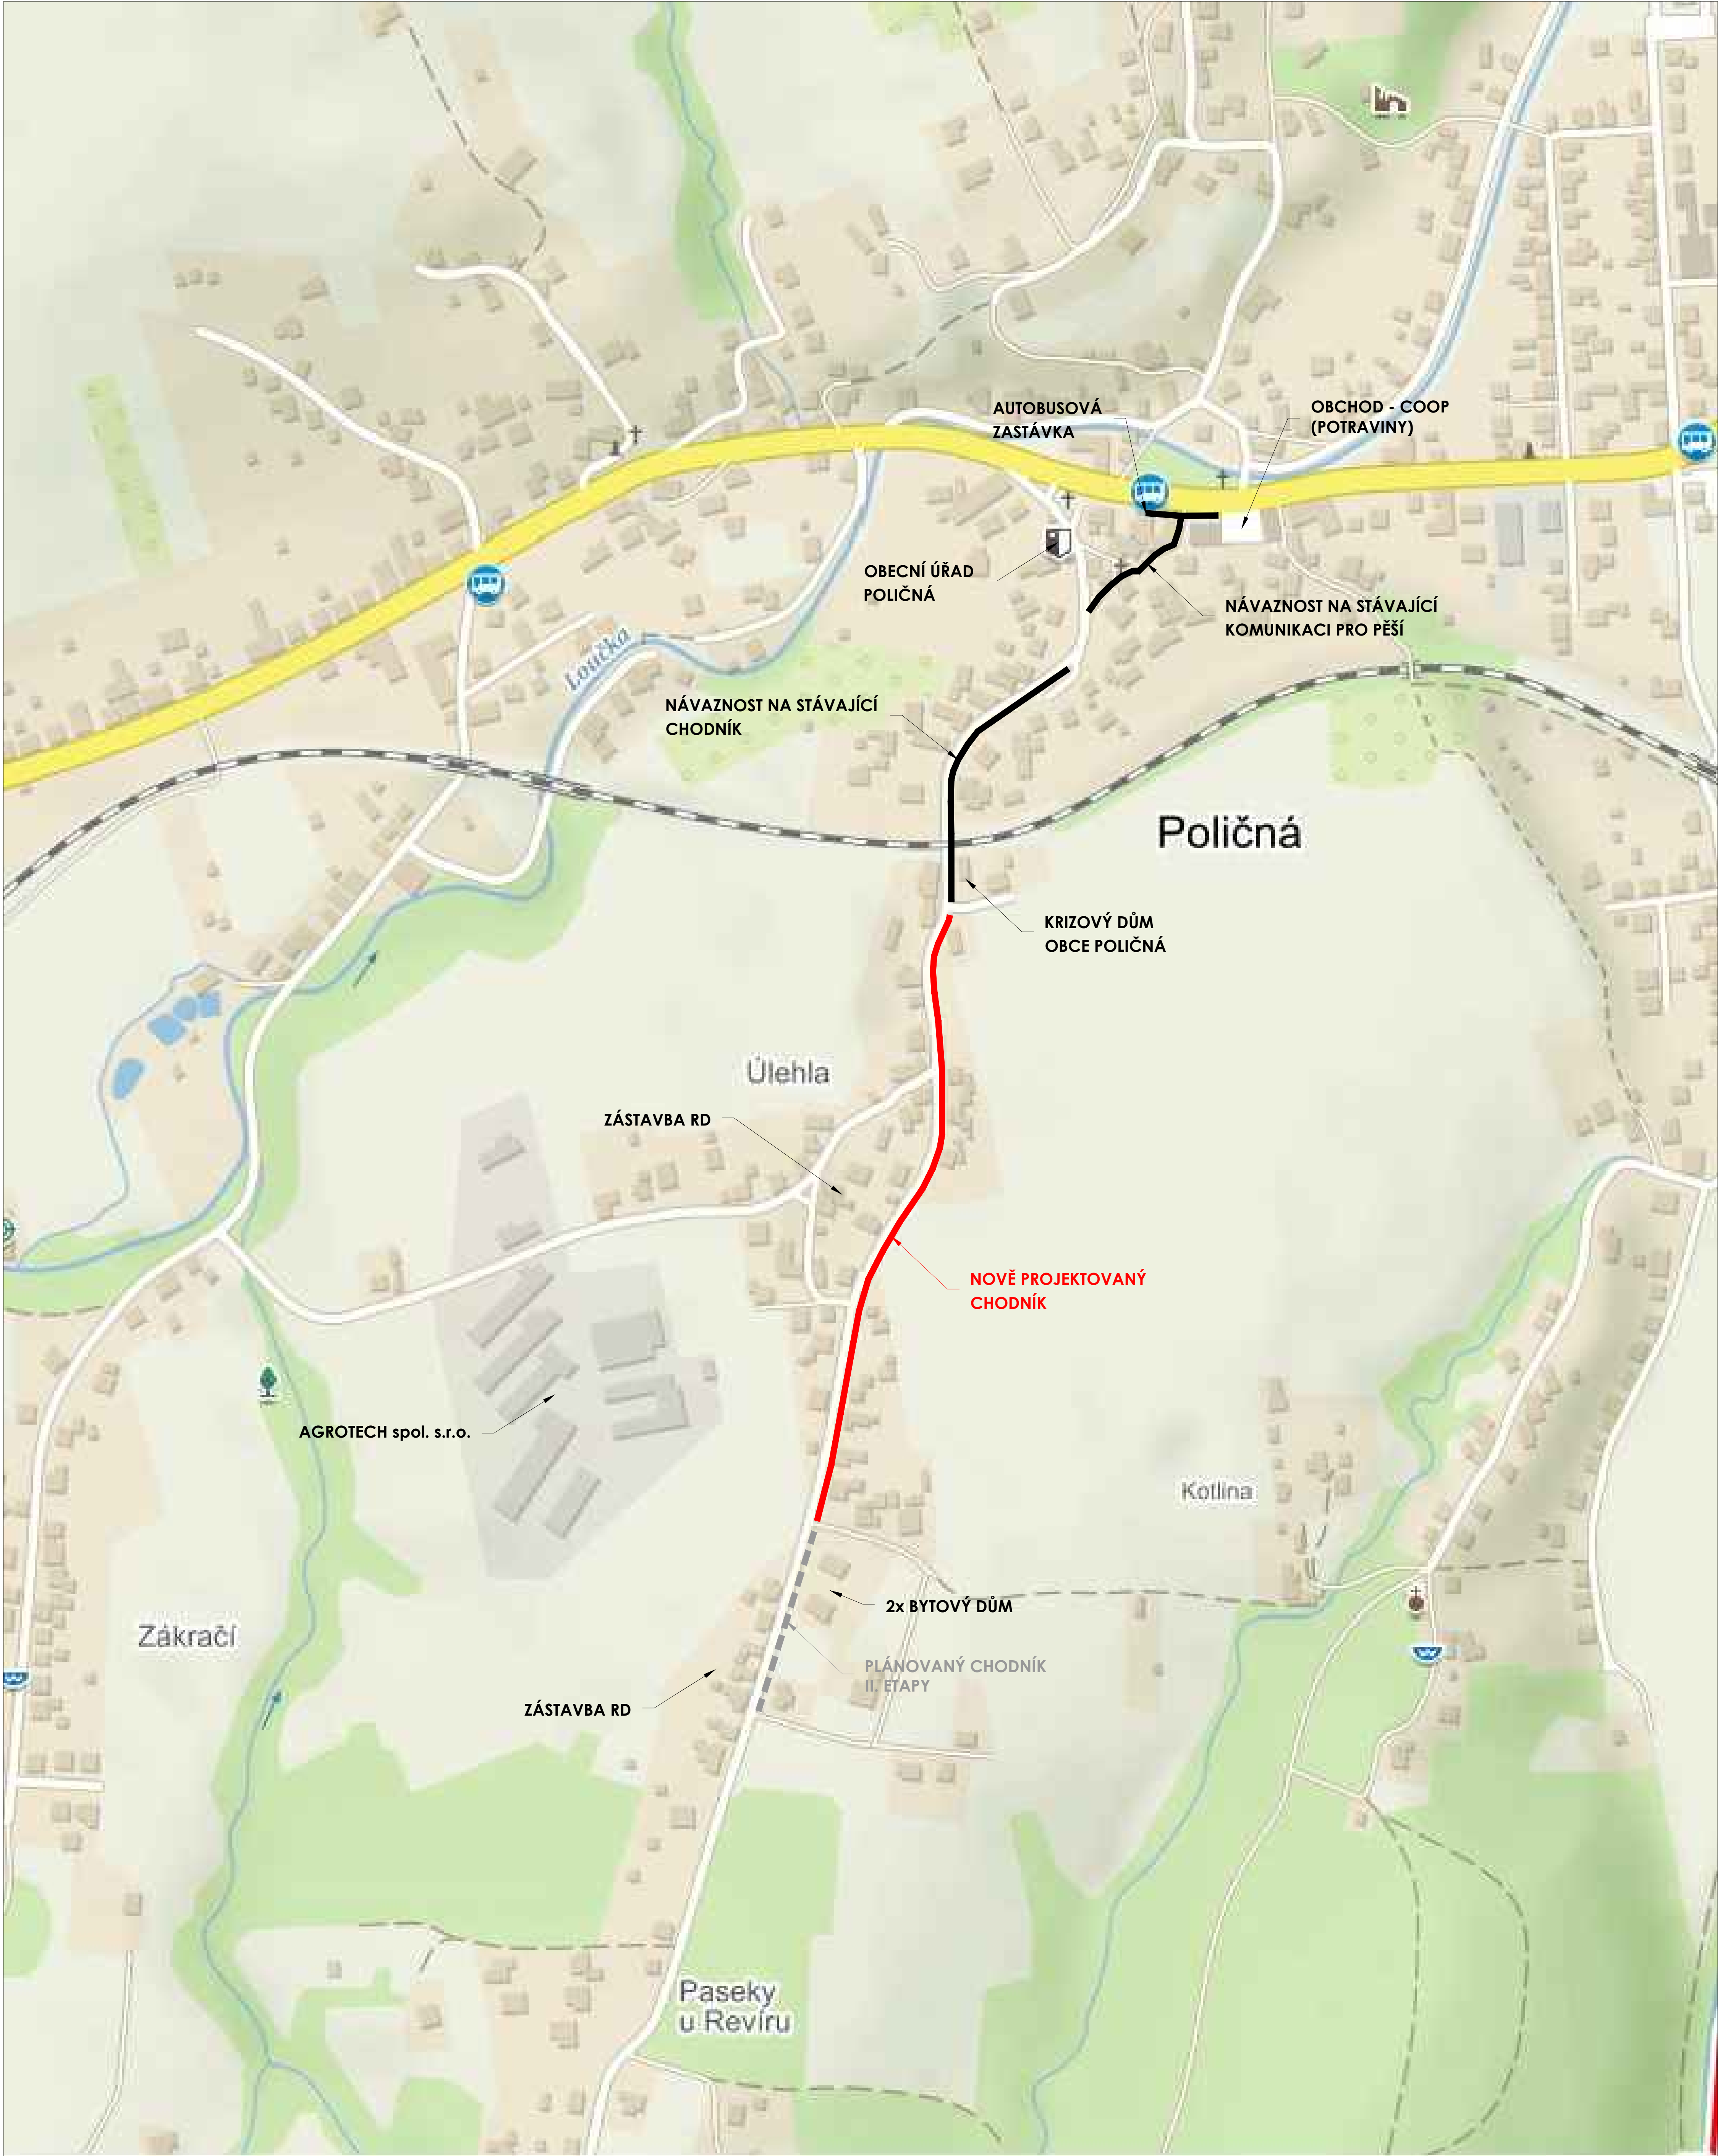 AUTOBUSOVÁ
ZASTÁVKA
OBCHOD - COOP
(POTRAVINY)
OBECNÍ ÚŘAD
POLIČNÁ
NÁVAZNOST NA STÁVAJÍCÍ
KOMUNIKACI PRO PĚŠÍ
Loučka
NÁVAZNOST NA STÁVAJÍCÍ
CHODNÍK
Poličná
KRIZOVÝ DŮM
OBCE POLIČNÁ
Úlehla
ZÁSTAVBA RD
NOVĚ PROJEKTOVANÝ
CHODNÍK
AGROTECH spol. s.r.o.
Kotlina
2x BYTOVÝ DŮM
Zákračí
PLÁNOVANÝ CHODNÍK
II. ETAPY
ZÁSTAVBA RD
Paseky
u Revíru